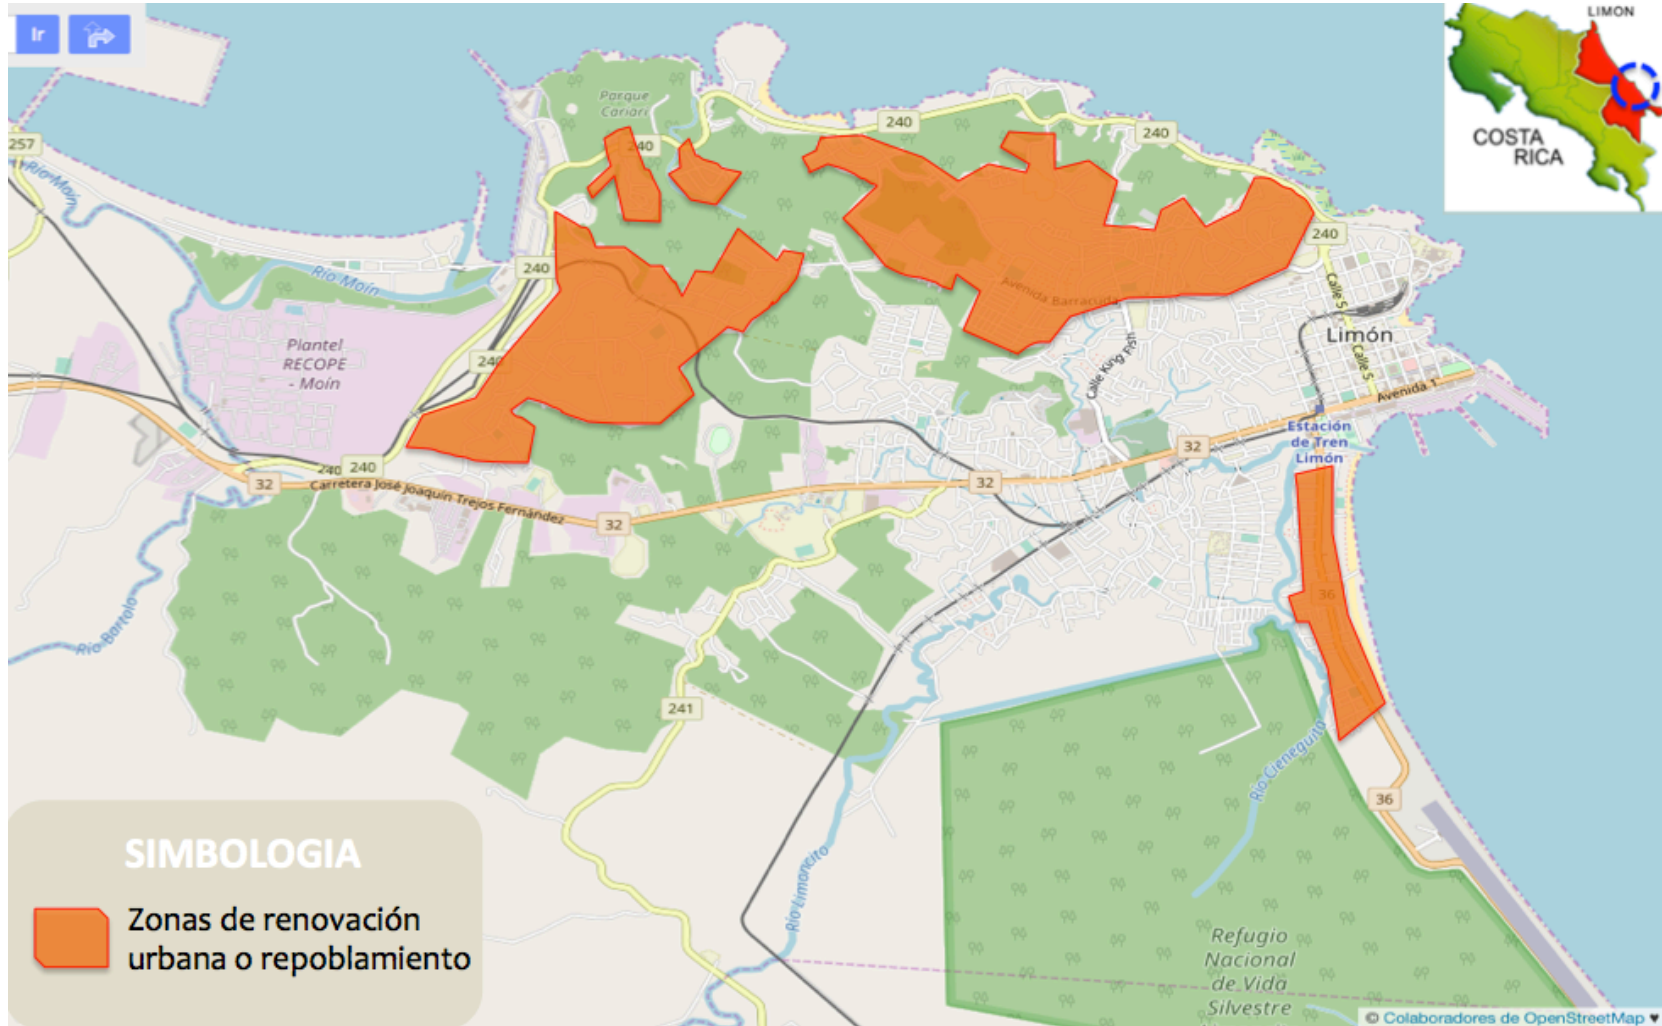 Ir
LIMON
COSTA
RICA
257
Río Moín
Parque
Cariari
240
240
240
240
240
Río Moín
240
Plantel
RECOPE
- Moín
240
240
32
Carretera José Joaquín Trejos Fernández
32
Avenida Barracuda
Calle King Fish
Calle 5
Limón
Calle 5
Avenida 1
Estación
de Tren
Limón
32
32
36
Río Bartolo
241
Río Cieneguito
36
Río Limoncito
Refugio
Nacional
de Vida
Silvestre
SIMBOLOGIA
Zonas de renovación
urbana o repoblamiento
© Colaboradores de OpenStreetMap ♥